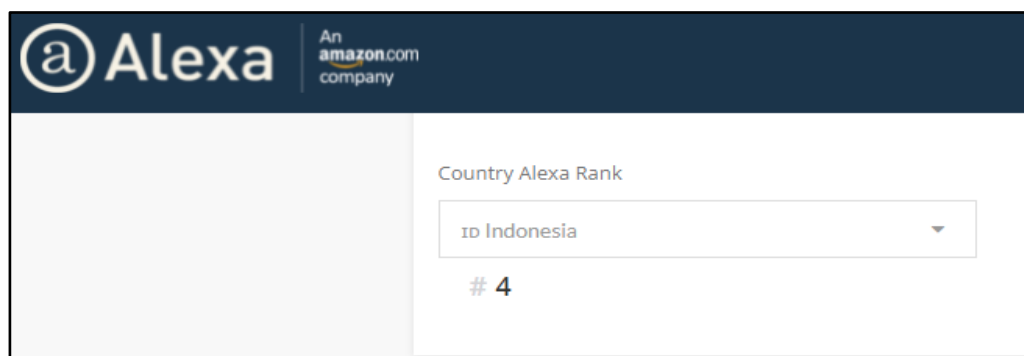 a Alexa
An
amazon.com
company
Country Alexa Rank
ID Indonesia
# 4